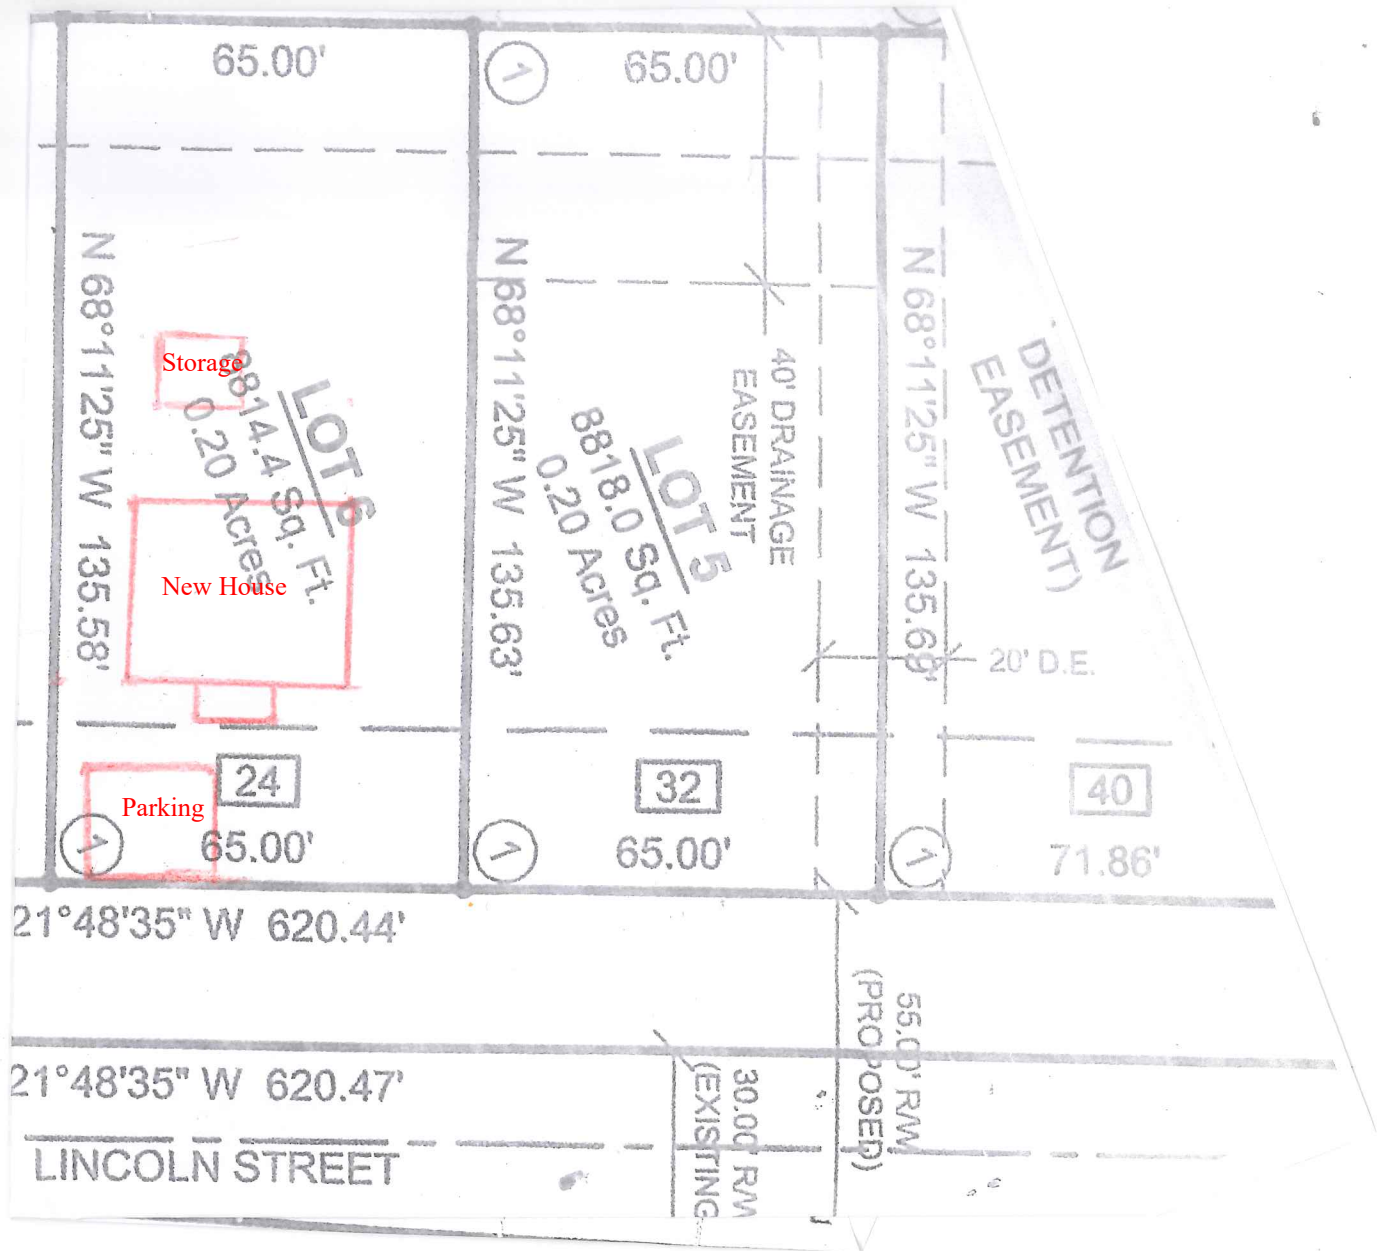 65.00'
1
65.00'
N 68°11'25" W 135.58'
N 68°11'25" W 135.63'
N 68°11'25" W 135.69'
Storage
LOT 6
8814.4 Sq. Ft.
0.20 Acres
New House
LOT 5
8818.0 Sq. Ft.
0.20 Acres
40' DRAINAGE
EASEMENT
DETENTION
EASEMENT)
20' D.E.
24
32
40
Parking
1
65.00'
1
65.00'
1
71.86'
21°48'35" W 620.44'
55.00' R/W
(PROPOSED)
21°48'35" W 620.47'
30.00' R/W
(EXISTING
LINCOLN STREET